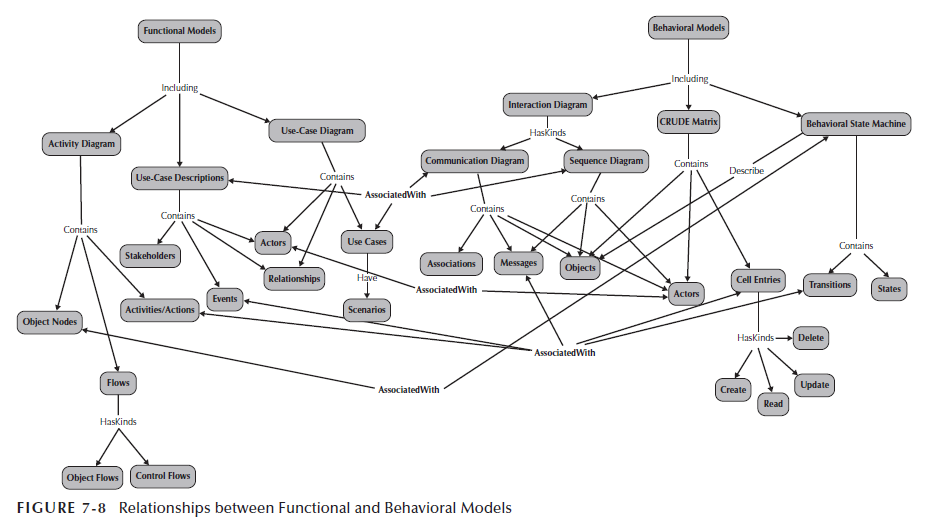 Functional Models
Behavioral Models
Including
Including
Interaction Diagram
CRUDE Matrix
Behavioral State Machine
Use-Case Diagram
HasKinds
Activity Diagram
Communication Diagram
Sequence Diagram
Contains
Describe
Use-Case Descriptions
Contains
AssociatedWith
Contains
Contains
Contains
Contains
Contains
Actors
Use Cases
Contains
Stakeholders
Associations
Messages
Objects
Relationships
Have
Cell Entries
Transitions
States
AssociatedWith
Actors
Events
Activities/Actions
Scenarios
Object Nodes
HasKinds
Delete
AssociatedWith
Flows
AssociatedWith
Create
Update
Read
HasKinds
Object Flows
Control Flows
FIGURE 7-8 Relationships between Functional and Behavioral Models